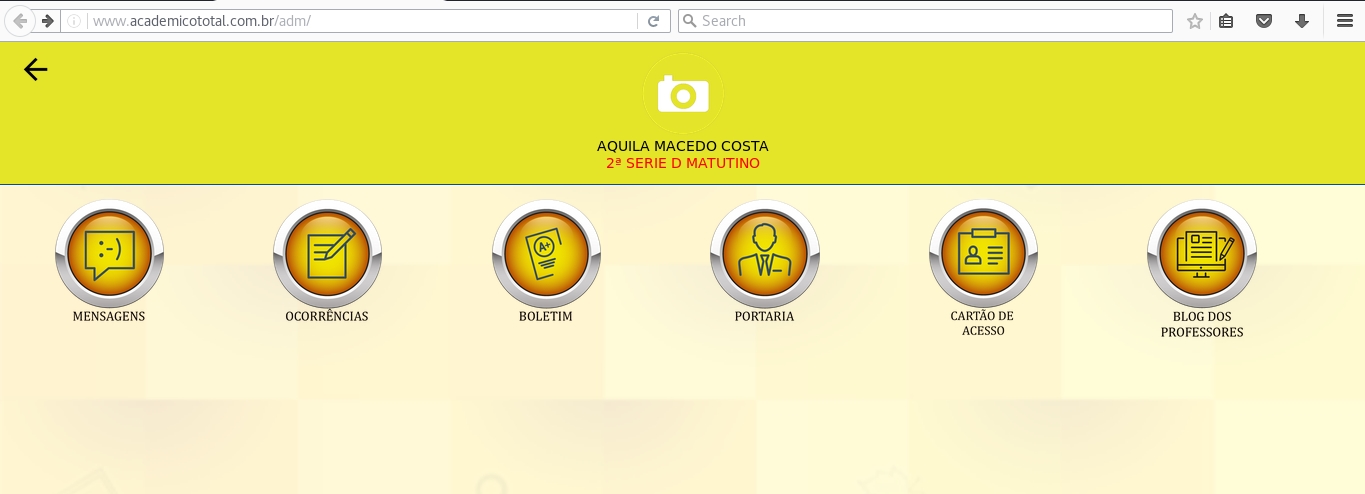 www.academicototal.com.br/adm/
Search
AQUILA MACEDO COSTA
2ª SERIE D MATUTINO
:-)
A+
MENSAGENS
OCORRÊNCIAS
BOLETIM
PORTARIA
CARTÃO DE
ACESSO
BLOG DOS
PROFESSORES